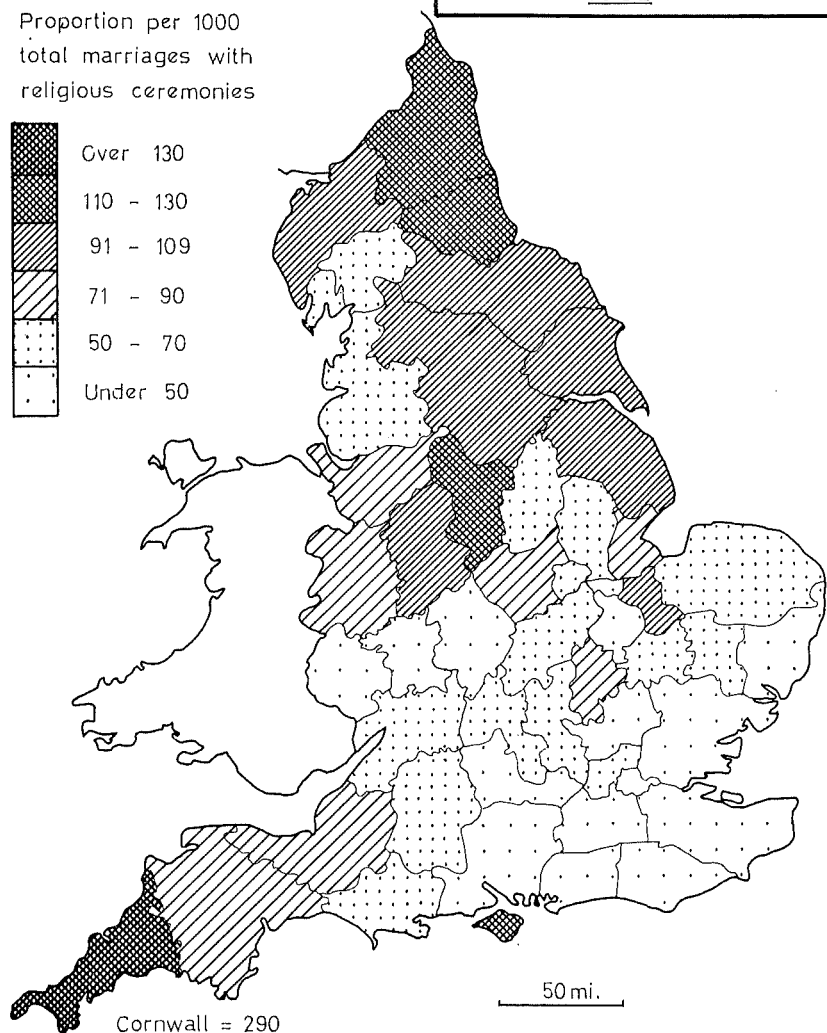 Proportion per 1000
total marriages with
religious ceremonies
Over 130
110 - 130
91 - 109
71 - 90
50 - 70
Under 50
50 mi.
Cornwall = 290